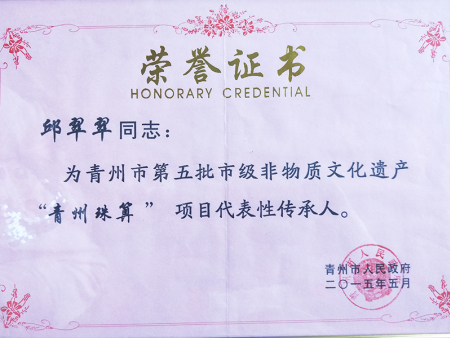 荣誉证书
HONORARY CREDENTIAL
邱翠翠同志：
为青州市第五批市级非物质文化遗产
“青州珠算” 项目代表性传承人。
青州市人民政府
二〇一五年五月